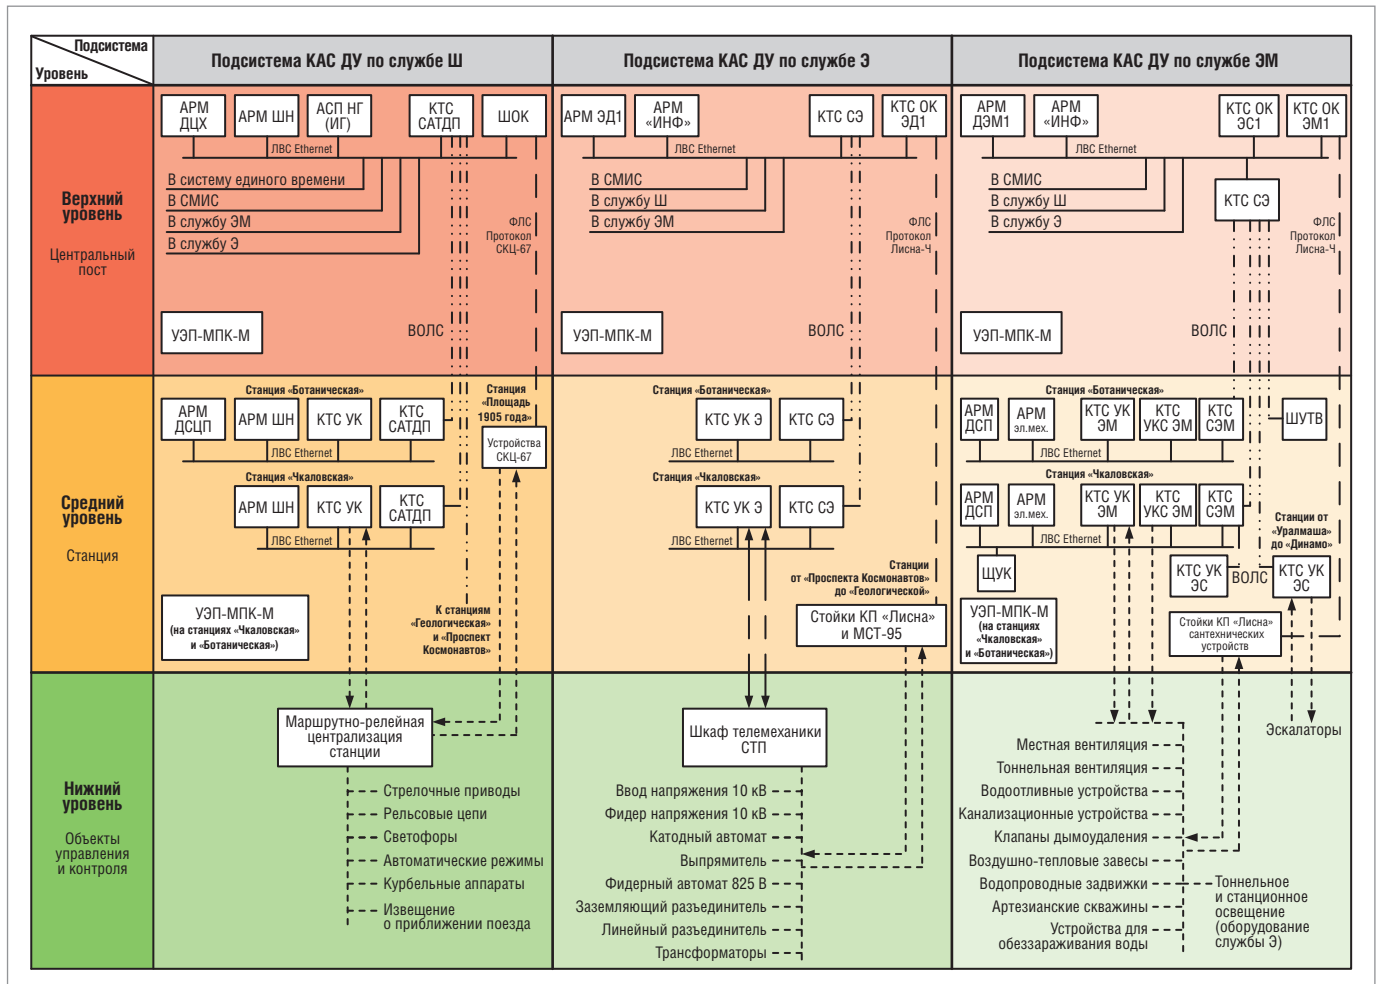 Подсистема
Уровень
Подсистема КАС ДУ по службе Ш
Подсистема КАС ДУ по службе Э
Подсистема КАС ДУ по службе ЭМ
Верхний
уровень
Центральный
пост
АРМ
ДЦХ
АРМ ШН
АСП НГ
(ИГ)
КТС
САТДП
ШОК
ЛВС Ethernet
В систему единого времени
В СМИС
В службу ЭМ
В службу Э
ФЛС
Протокол
СКЦ-67
УЭП-МПК-М
ВОЛС
АРМ ЭД1
АРМ
«ИНФ»
КТС СЭ
КТС ОК
ЭД1
ЛВС Ethernet
В СМИС
В службу Ш
В службу ЭМ
ФЛС
Протокол
Лисна-Ч
УЭП-МПК-М
ВОЛС
АРМ
ДЭМ1
АРМ
«ИНФ»
КТС ОК
ЭС1
КТС ОК
ЭМ1
ЛВС Ethernet
КТС СЭ
В СМИС
В службу Ш
В службу Э
ФЛС
Протокол
Лисна-Ч
УЭП-МПК-М
ВОЛС
Средний
уровень
Станция
Станция «Ботаническая»
АРМ
ДСЦП
АРМ ШН
КТС УК
КТС
САТДП
ЛВС Ethernet
Станция
«Площадь
1905 года»
Устройства
СКЦ-67
Станция «Чкаловская»
АРМ ШН
КТС УК
КТС
САТДП
ЛВС Ethernet
УЭП-МПК-М
(на станциях «Чкаловская»
и «Ботаническая»)
К станциям
«Геологическая»
и «Проспект
Космонавтов»
Станция «Ботаническая»
КТС УК Э
КТС СЭ
ЛВС Ethernet
Станция «Чкаловская»
КТС УК Э
КТС СЭ
ЛВС Ethernet
Станции
от «Проспекта Космонавтов»
до «Геологической»
Стойки КП «Лисна»
и МСТ-95
Станция «Ботаническая»
АРМ
ДСП
АРМ
эл.мех.
КТС УК
ЭМ
КТС
УКС ЭМ
КТС
СЭМ
ШУТВ
ЛВС Ethernet
Станция «Чкаловская»
АРМ
ДСП
АРМ
эл.мех.
КТС УК
ЭМ
КТС
УКС ЭМ
КТС
СЭМ
ЛВС Ethernet
Станции от
«Уралмаша»
до «Динамо»
ЩУК
КТС УК
ЭС
ВОЛС
КТС УК
ЭС
УЭП-МПК-М
(на станциях
«Чкаловская»
и «Ботаническая»)
Стойки КП «Лисна»
сантехнических
устройств
Нижний
уровень
Объекты
управления
и контроля
Маршрутно-релейная
централизация
станции
Стрелочные приводы
Рельсовые цепи
Светофоры
Автоматические режимы
Курбельные аппараты
Извещение
о приближении поезда
Шкаф телемеханики
СТП
Ввод напряжения 10 кВ
Фидер напряжения 10 кВ
Катодный автомат
Выпрямитель
Фидерный автомат 825 В
Заземляющий разъединитель
Линейный разъединитель
Трансформаторы
Эскалаторы
Местная вентиляция
Тоннельная вентиляция
Водоотливные устройства
Канализационные устройства
Клапаны дымоудаления
Воздушно-тепловые завесы
Водопроводные задвижки
Артезианские скважины
Устройства для
обеззараживания воды
Тоннельное
и станционное
освещение
(оборудование
службы Э)